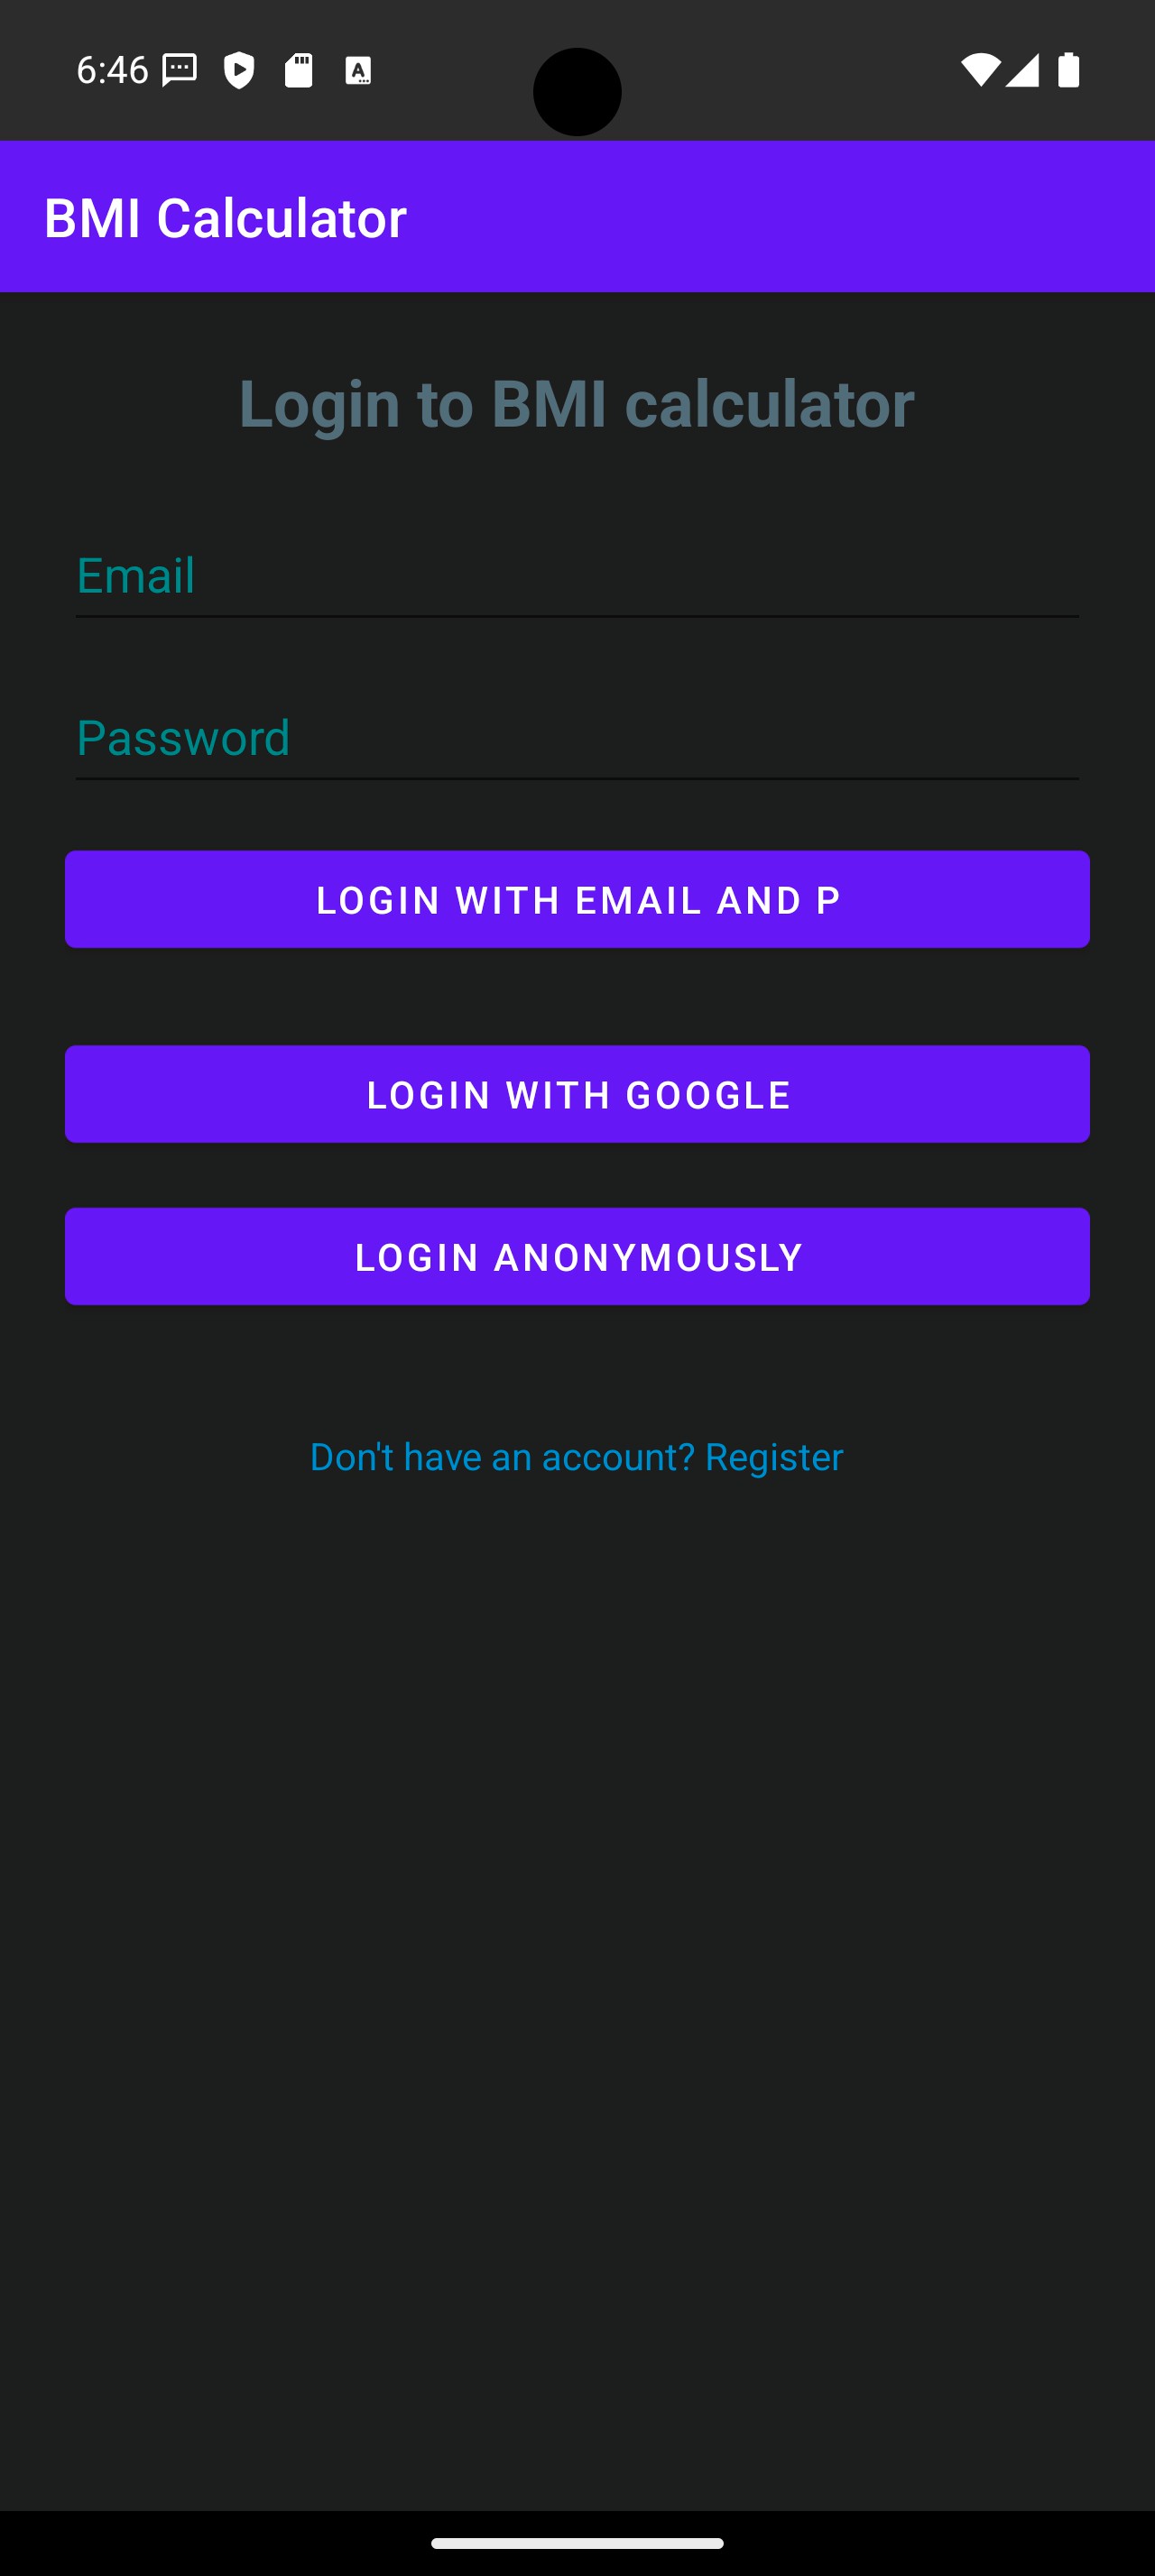 6:46
BMI Calculator
Login to BMI calculator
Email
Password
LOGIN WITH EMAIL AND P
LOGIN WITH GOOGLE
LOGIN ANONYMOUSLY
Don't have an account? Register